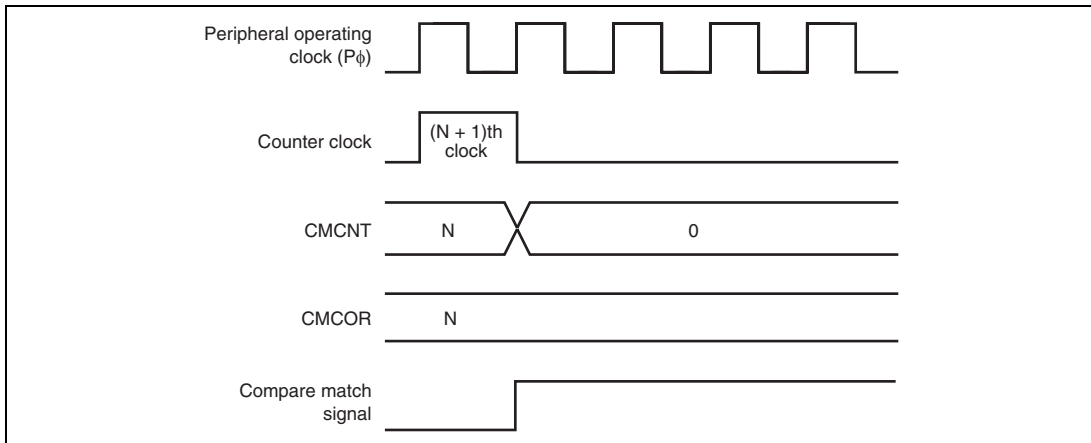 Peripheral operating
clock (Pϕ)
Counter clock
(N + 1)th
clock
CMCNT
N
0
CMCOR
N
Compare match
signal